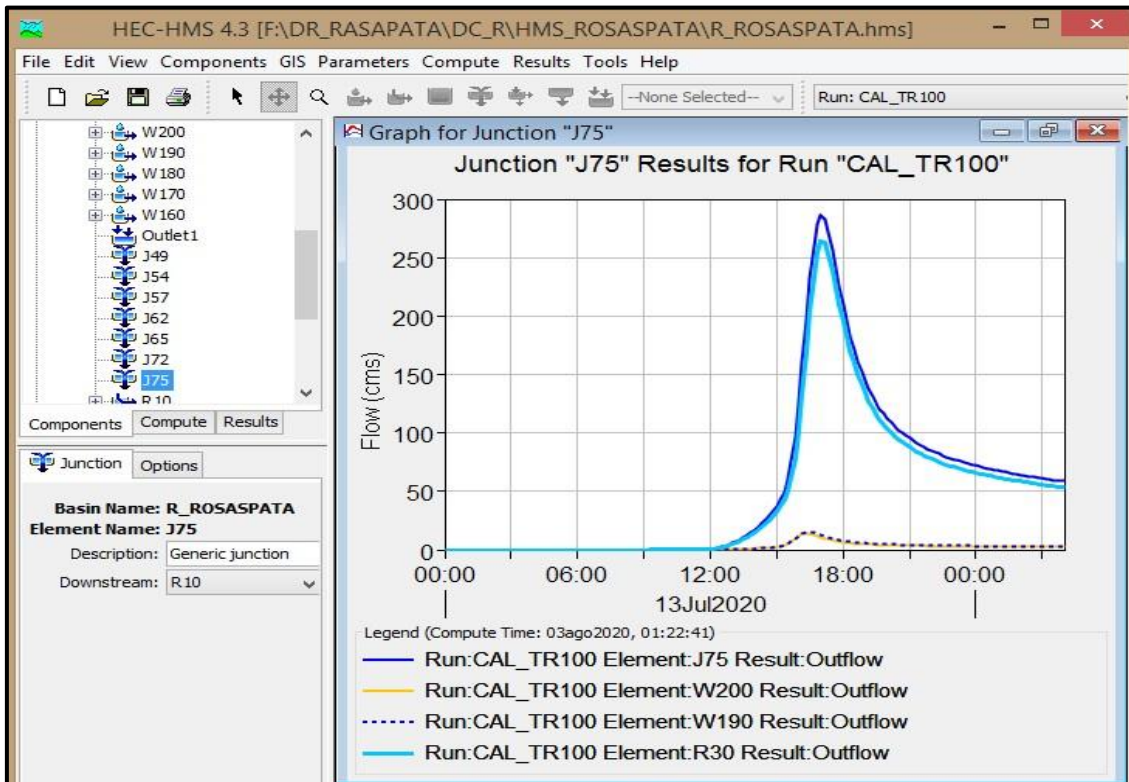 HEC-HMS 4.3 [F:\DR_RASAPATA\DC_R\HMS_ROSASPATA\R_ROSASPATA.hms]
File Edit View Components GIS Parameters Compute Results Tools Help
--None Selected--
Run: CAL_TR100
W200
W190
W180
W170
W160
Outlet1
J49
J54
J57
J62
J65
J72
J75
R10
Components Compute Results
Junction Options
Basin Name: R_ROSASPATA
Element Name: J75
Description: Generic junction
Downstream: R10
Graph for Junction "J75"
Junction "J75" Results for Run "CAL_TR100"
Flow (cms)
300
250
200
150
100
50
0
00:00 06:00 12:00 18:00 00:00
13Jul2020
Legend (Compute Time: 03ago2020, 01:22:41)
Run:CAL_TR100 Element:J75 Result:Outflow
Run:CAL_TR100 Element:W200 Result:Outflow
Run:CAL_TR100 Element:W190 Result:Outflow
Run:CAL_TR100 Element:R30 Result:Outflow